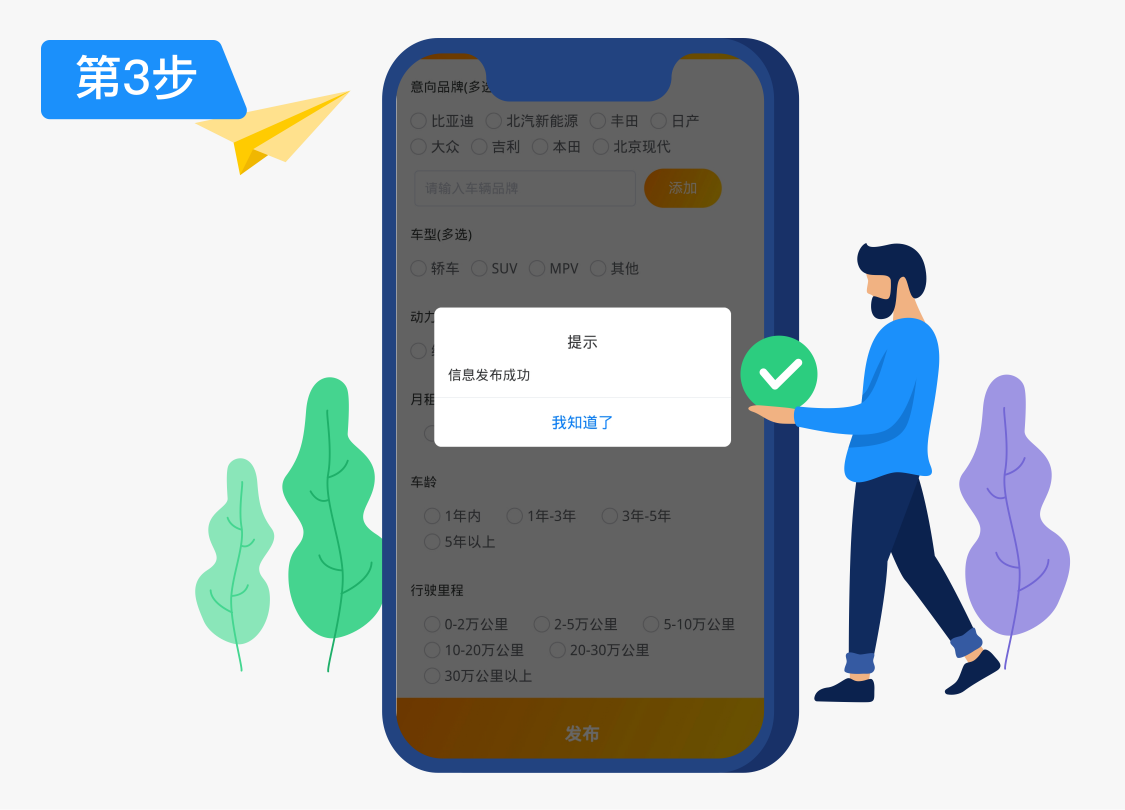 第3步
意向品牌(多选
比亚迪 北汽新能源 丰田 日产
大众 吉利 本田 北京现代
请输入车辆品牌 添加
车型(多选)
轿车 SUV MPV 其他
动力
提示
信息发布成功
我知道了
月租
车龄
1年内 1年-3年 3年-5年
5年以上
行驶里程
0-2万公里 2-5万公里 5-10万公里
10-20万公里 20-30万公里
30万公里以上
发布